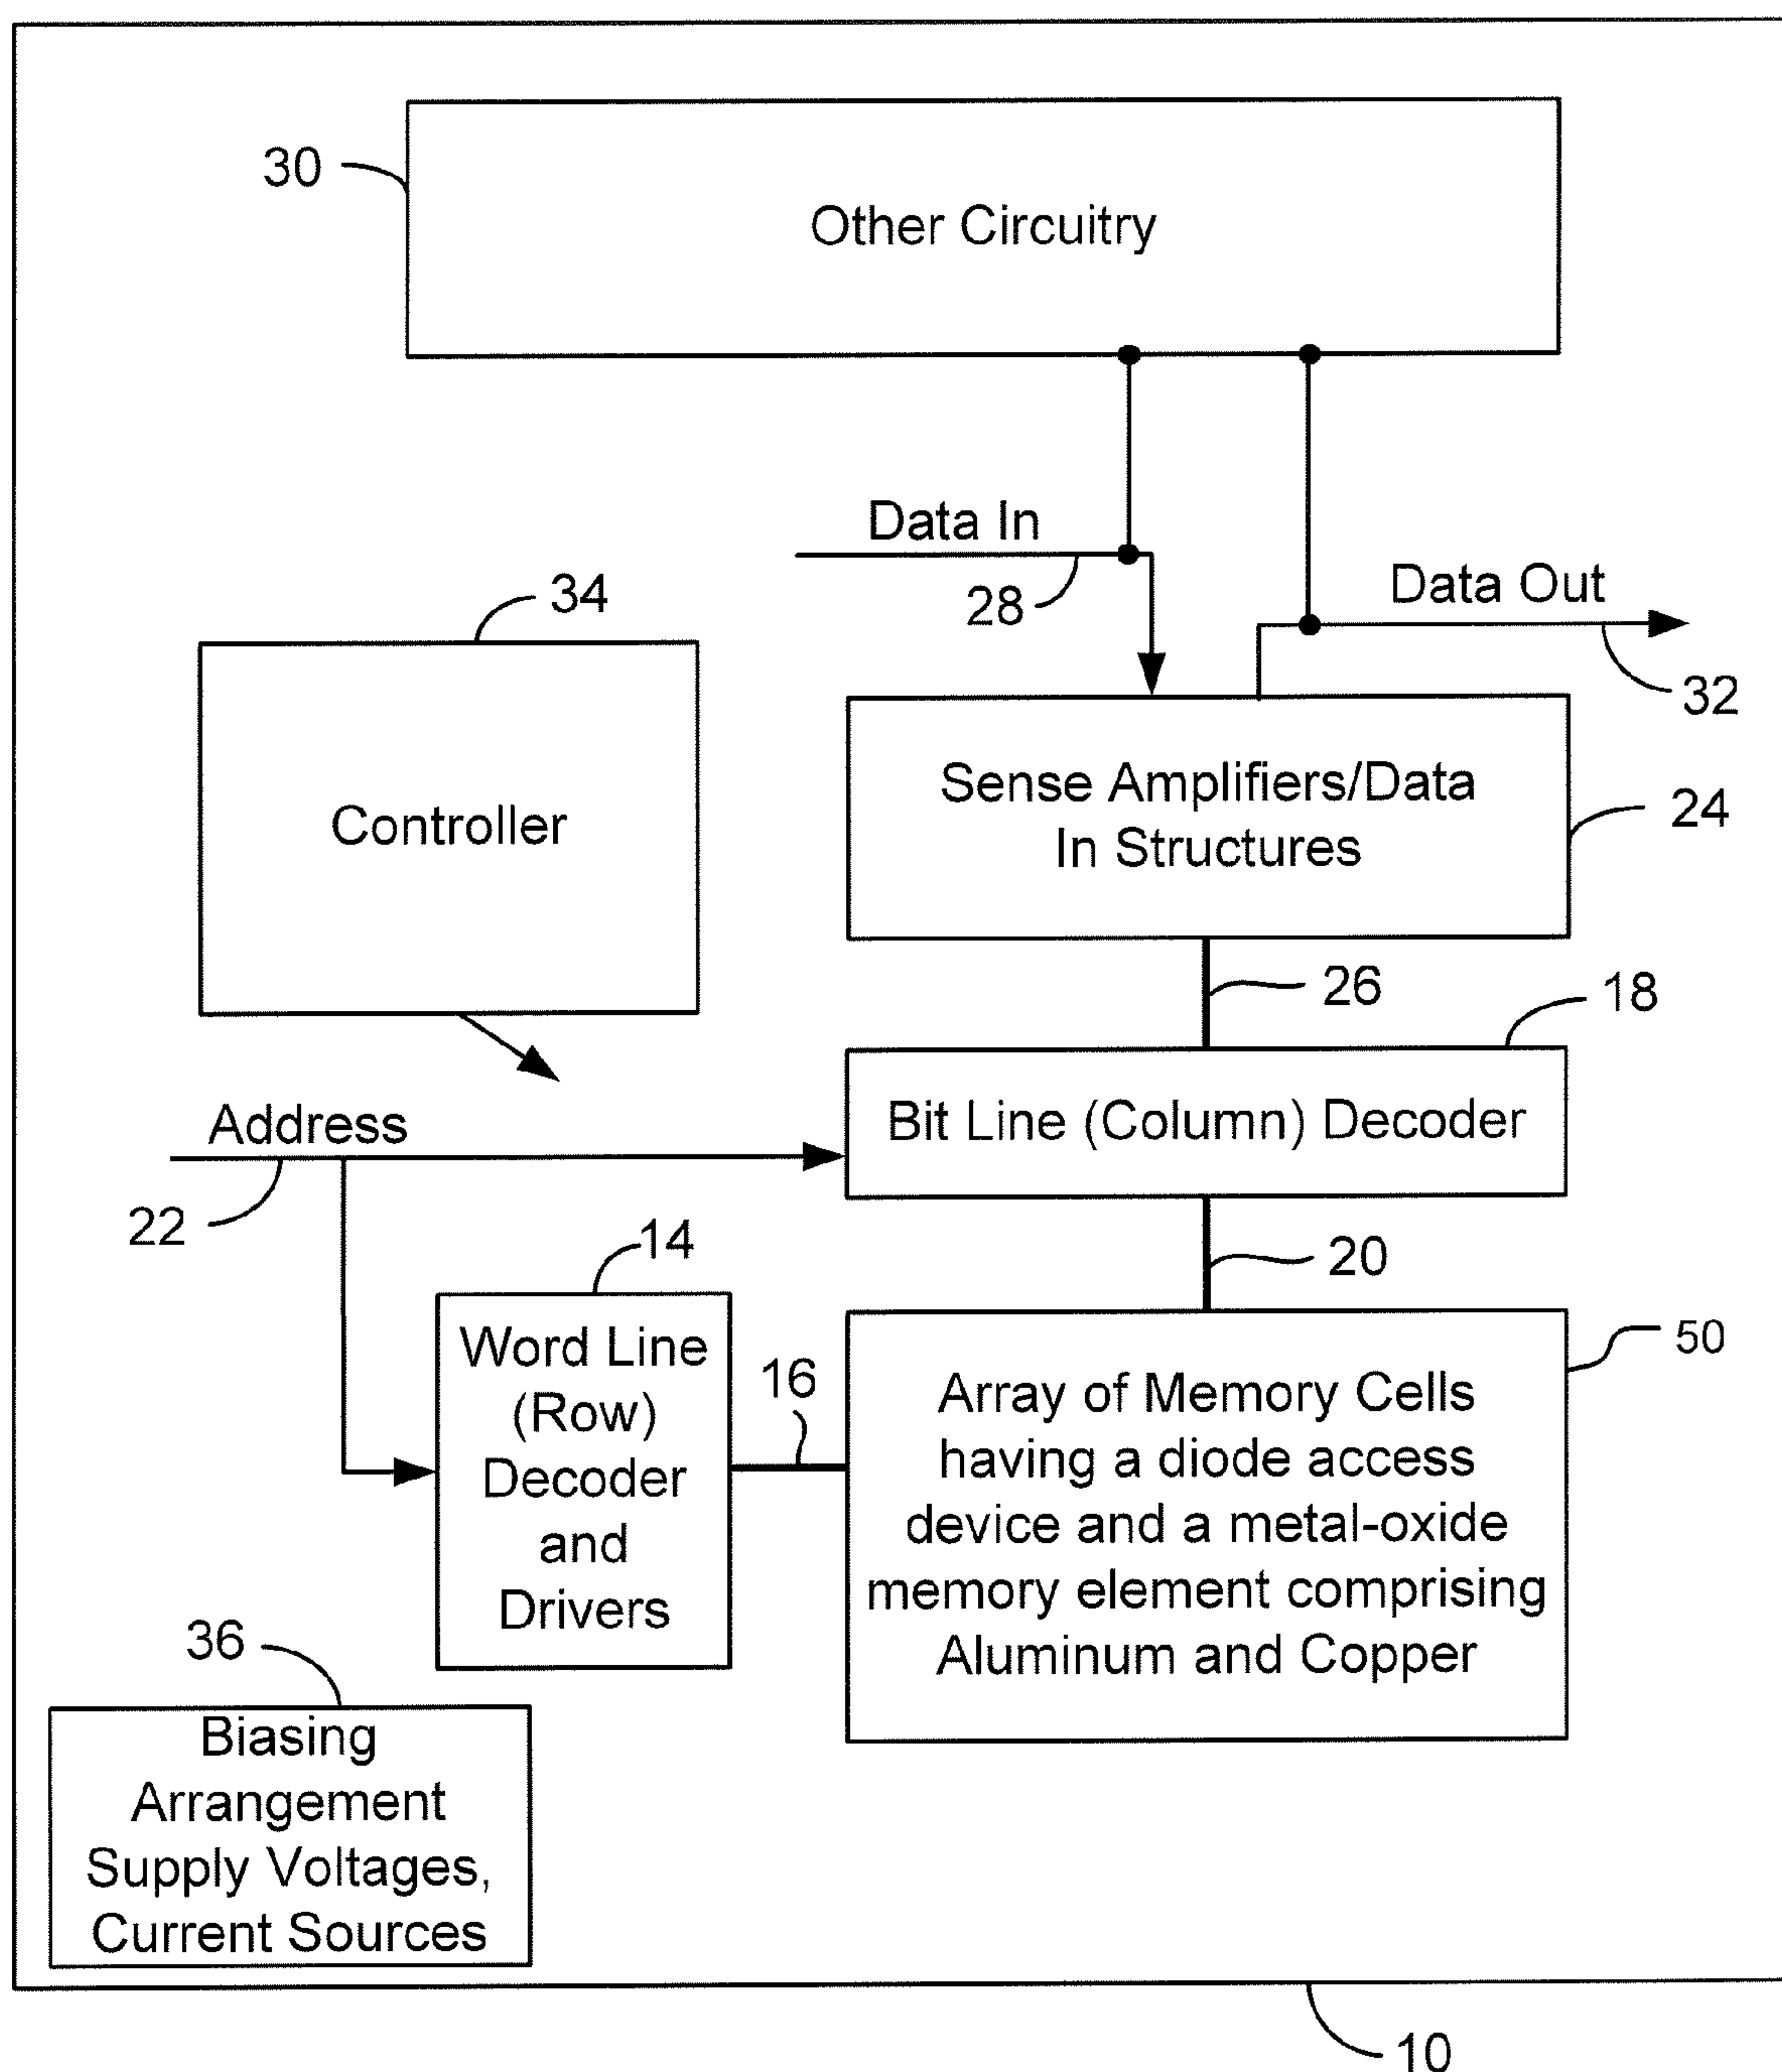 30
Other Circuitry
Data In
28
Data Out
32
34
Controller
Sense Amplifiers/Data
In Structures
24
26
18
Address
22
Bit Line (Column) Decoder
20
14
Word Line
(Row)
Decoder
and
Drivers
16
50
Array of Memory Cells
having a diode access
device and a metal-oxide
memory element comprising
Aluminum and Copper
36
Biasing
Arrangement
Supply Voltages,
Current Sources
10